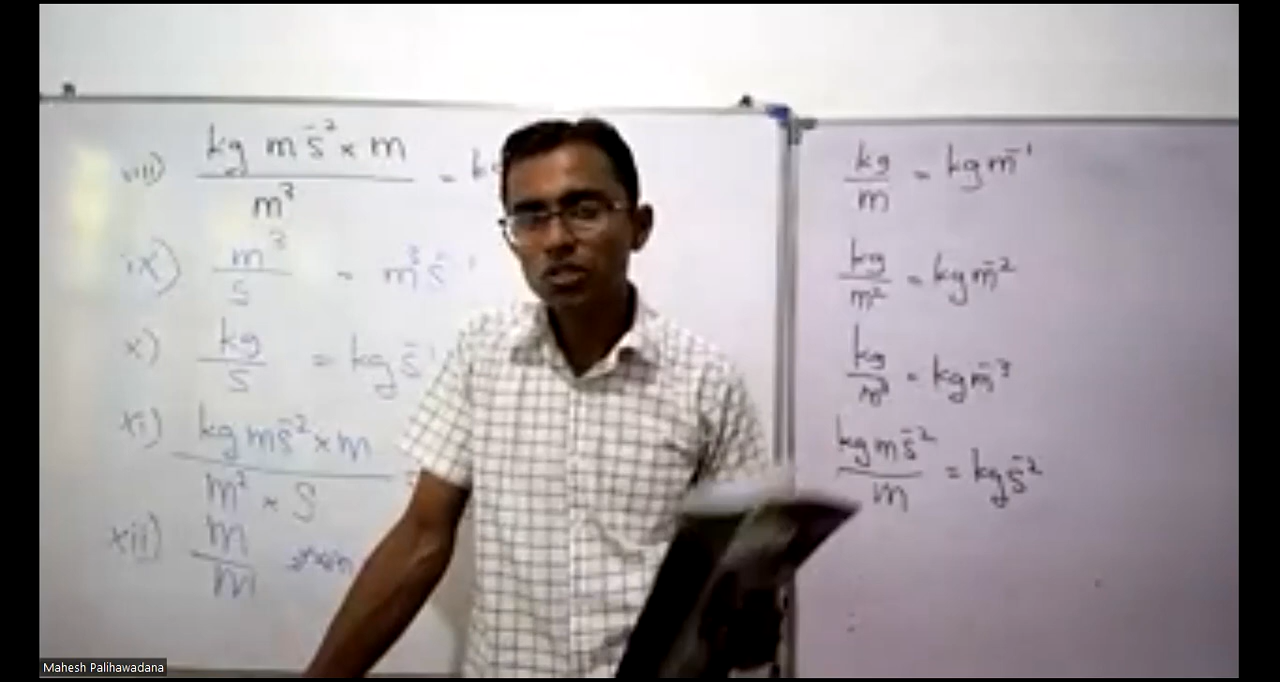 viii) kg m s⁻² × m / m³ = k
ix) m³ / s = m³ s⁻¹
x) kg / s = kg s⁻¹
xi) kg m s⁻² × m / m² × s
xii) m / m
kg / m = kg m⁻¹
kg / m² = kg m⁻²
kg / m³ = kg m⁻³
kg m s⁻² / m = kg s⁻²
Mahesh Palihawadana